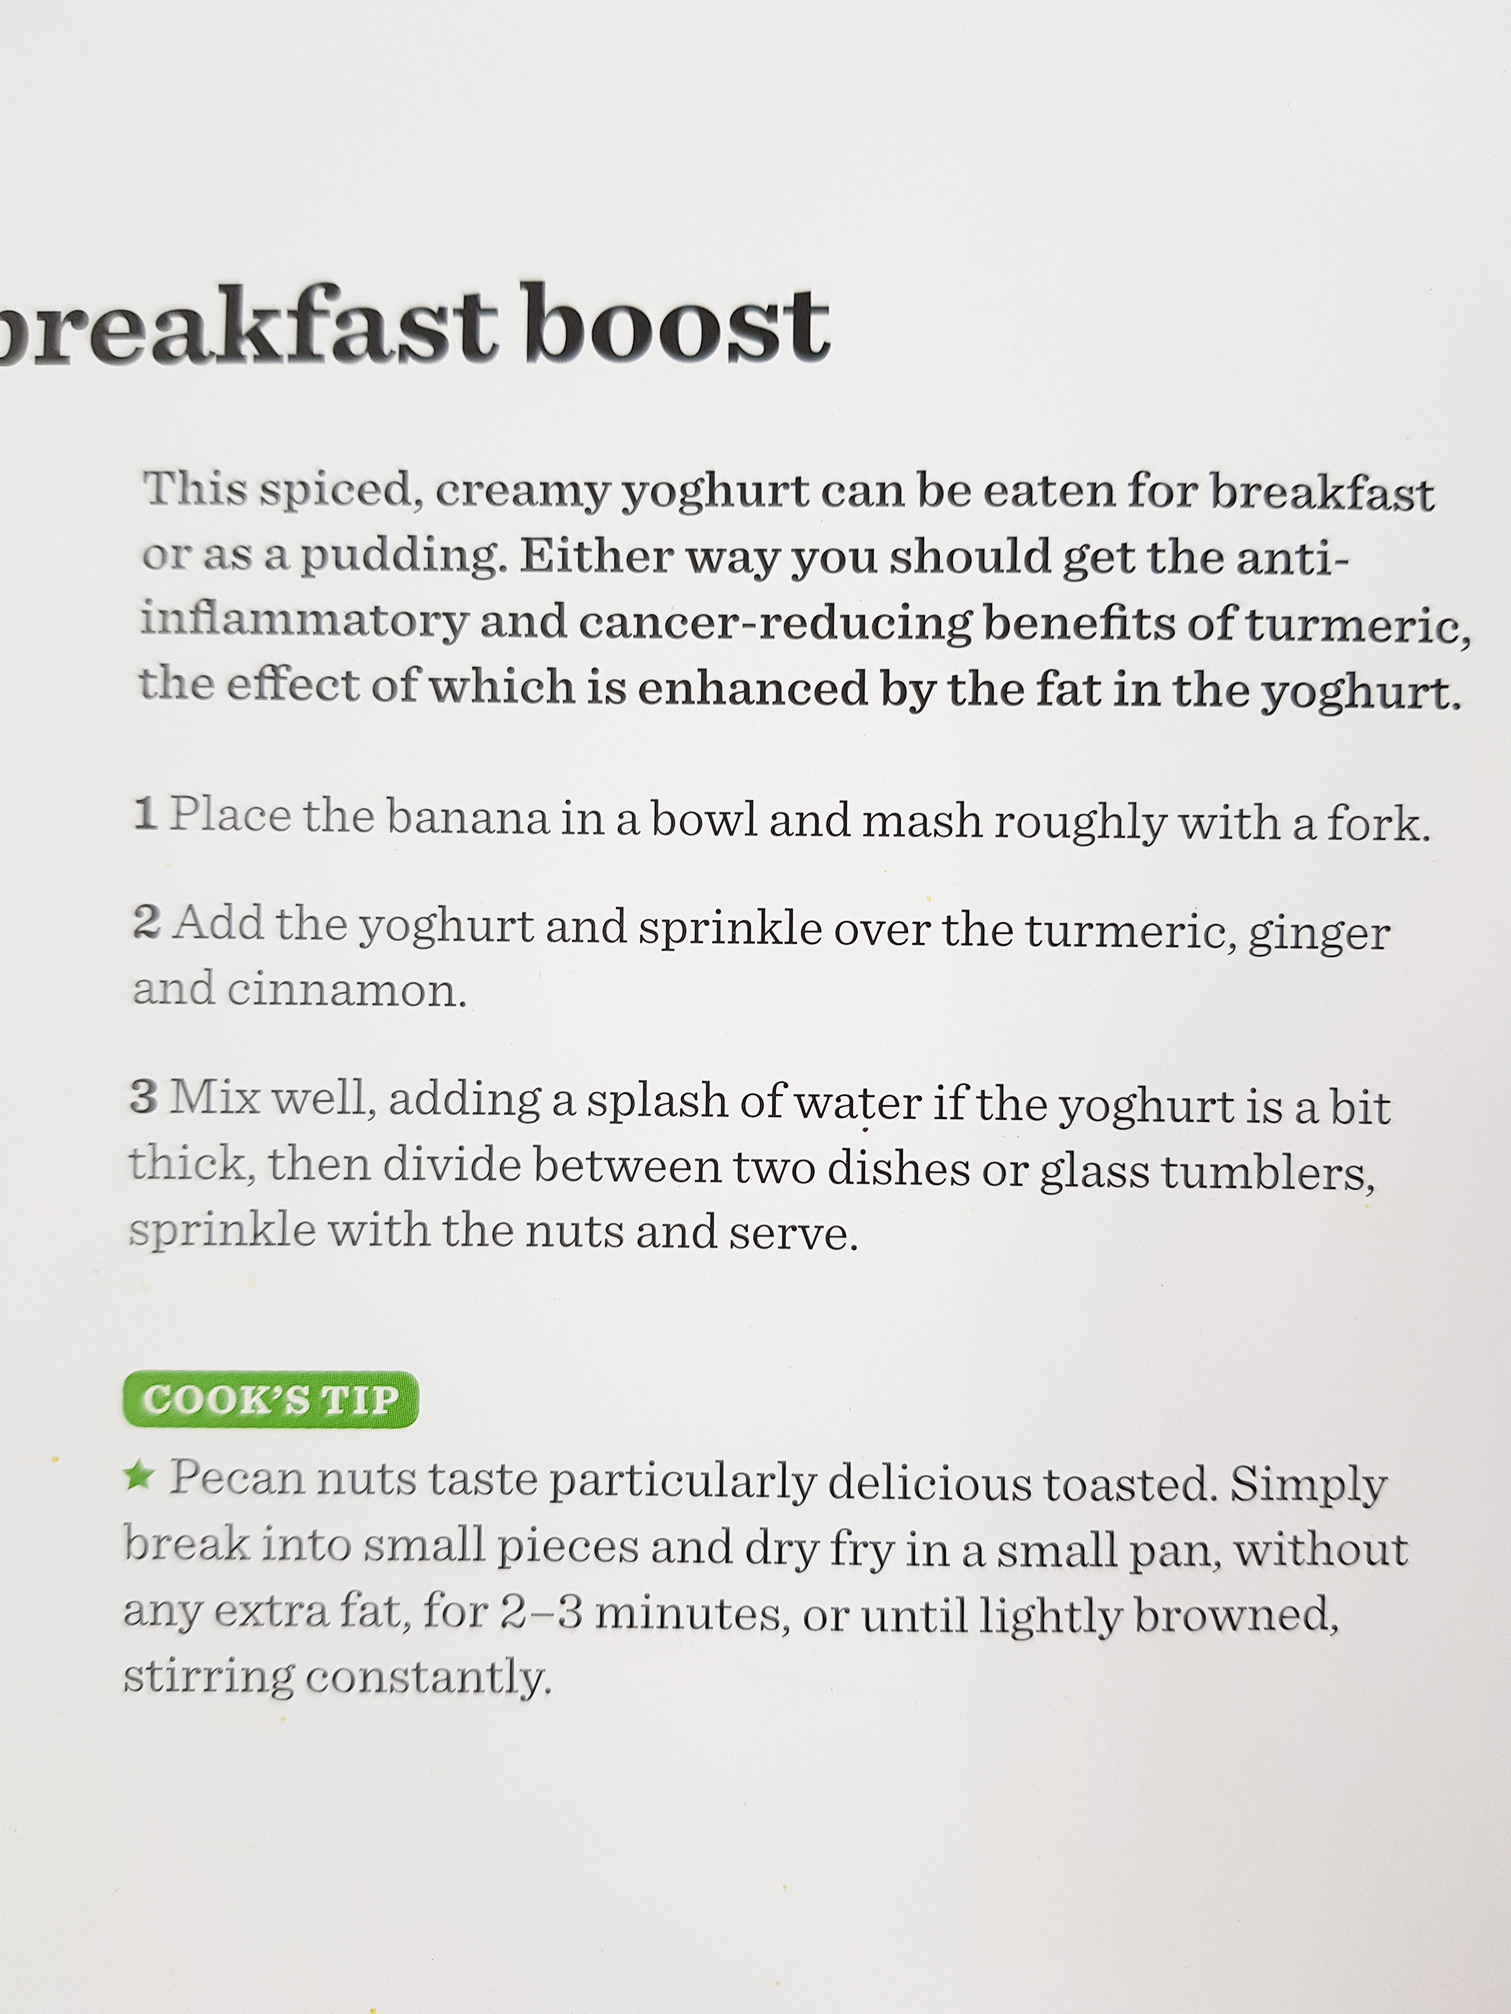 breakfast boost
This spiced, creamy yoghurt can be eaten for breakfast
or as a pudding. Either way you should get the anti-
inflammatory and cancer-reducing benefits of turmeric,
the effect of which is enhanced by the fat in the yoghurt.
1 Place the banana in a bowl and mash roughly with a fork.
2 Add the yoghurt and sprinkle over the turmeric, ginger
and cinnamon.
3 Mix well, adding a splash of water if the yoghurt is a bit
thick, then divide between two dishes or glass tumblers,
sprinkle with the nuts and serve.
COOK'S TIP
★ Pecan nuts taste particularly delicious toasted. Simply
break into small pieces and dry fry in a small pan, without
any extra fat, for 2–3 minutes, or until lightly browned,
stirring constantly.